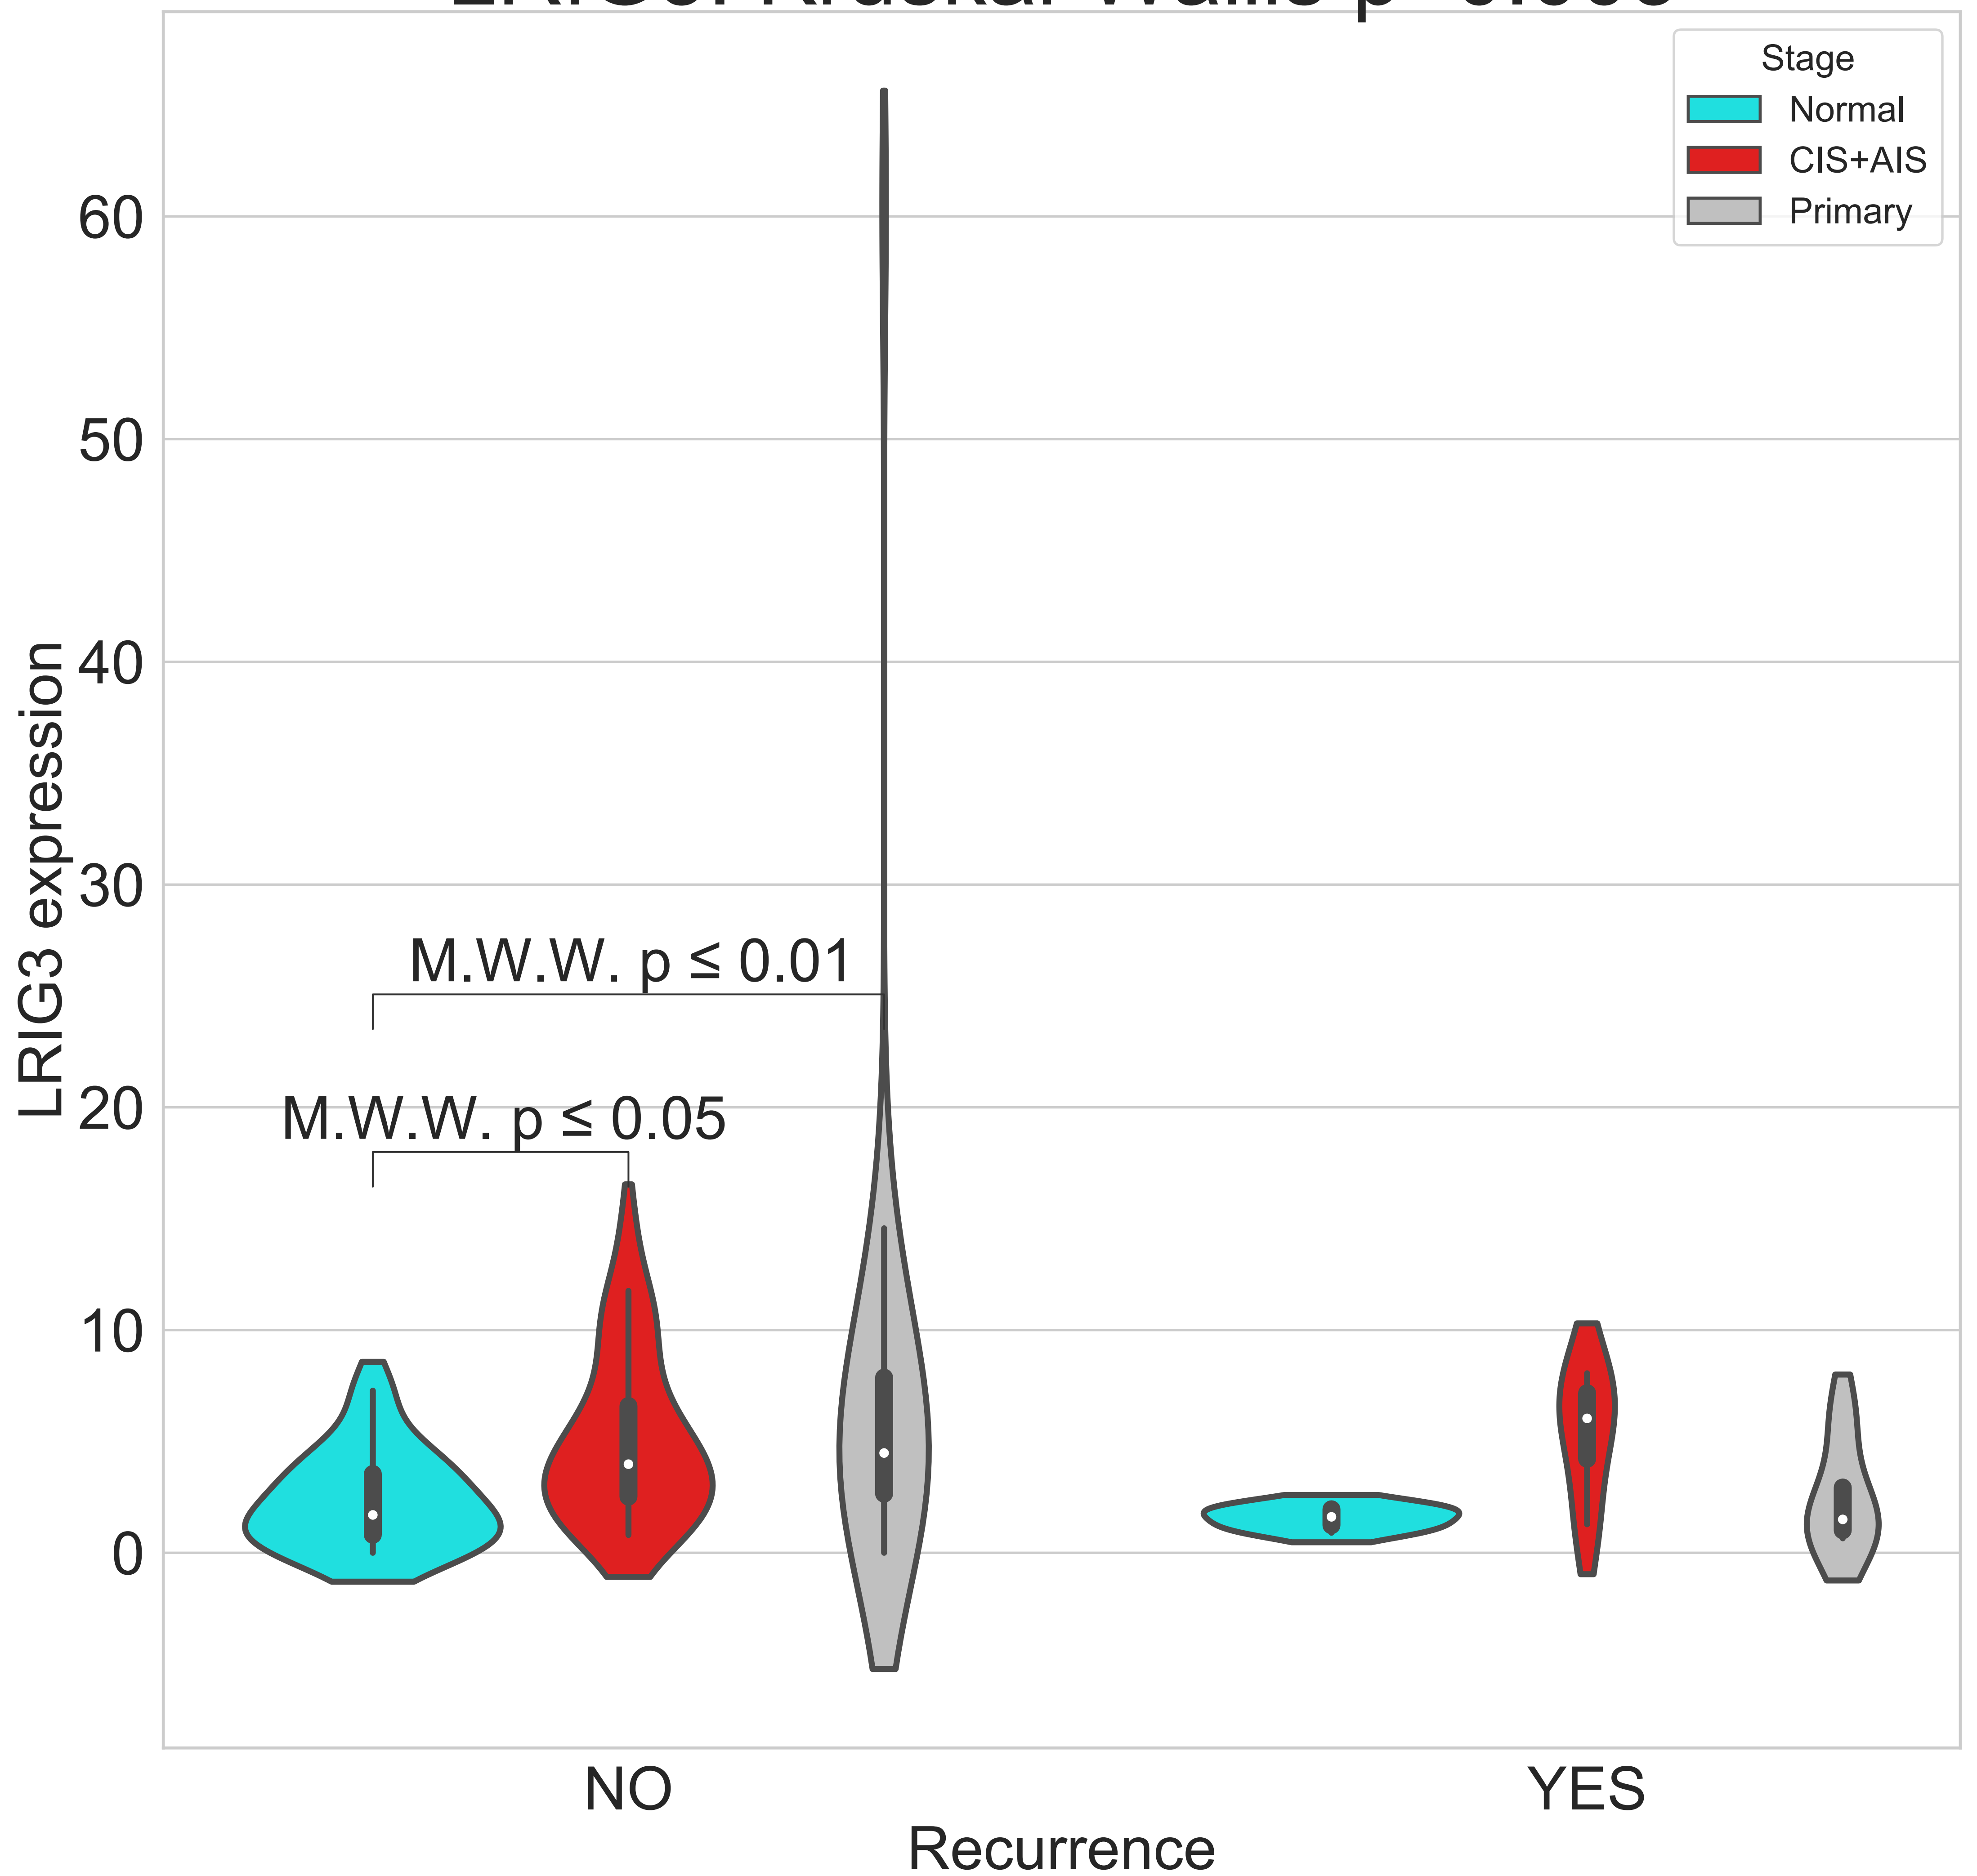 Stage
Normal
CIS+AIS
Primary
60
50
40
30
20
10
0
LRIG3 expression
M.W.W. p ≤ 0.01
M.W.W. p ≤ 0.05
NO
YES
Recurrence